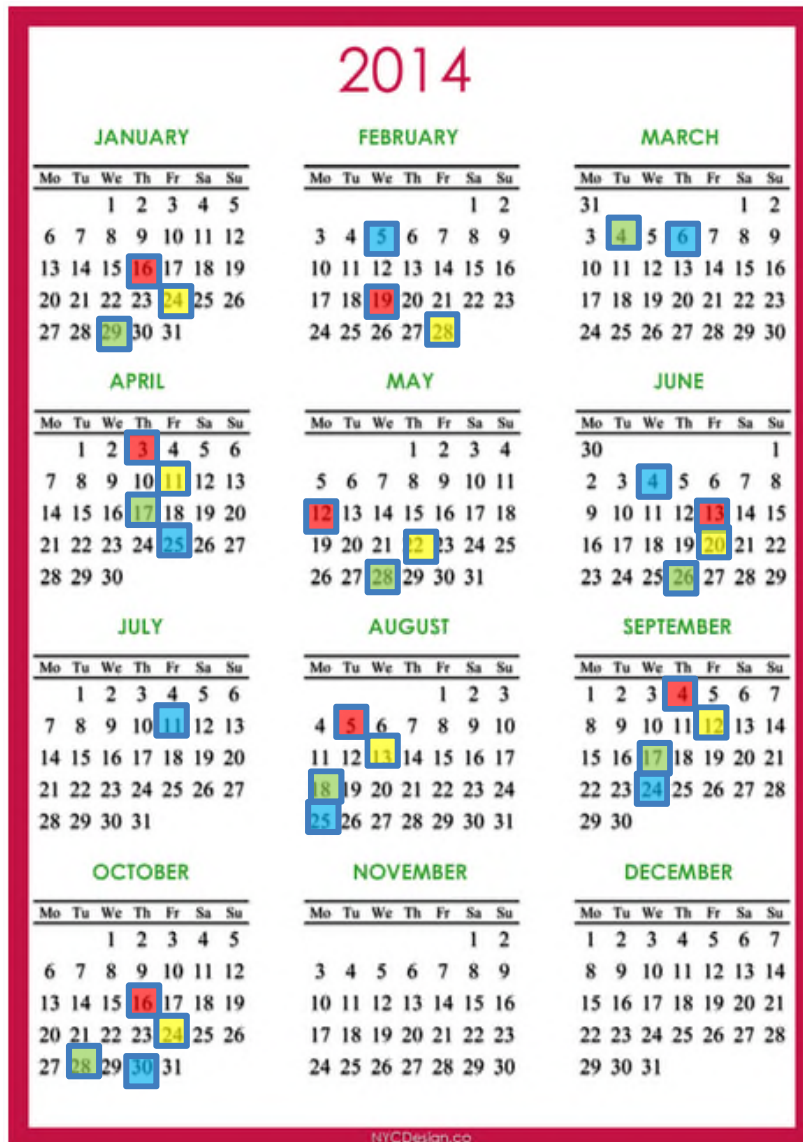 2014
JANUARY FEBRUARY MARCH
Mo Tu We Th Fr Sa Su Mo Tu We Th Fr Sa Su Mo Tu We Th Fr Sa Su
1 2 3 4 5 1 2 31 1 2
6 7 8 9 10 11 12 3 4 5 6 7 8 9 3 4 5 6 7 8 9
13 14 15 16 17 18 19 10 11 12 13 14 15 16 10 11 12 13 14 15 16
20 21 22 23 24 25 26 17 18 19 20 21 22 23 17 18 19 20 21 22 23
27 28 29 30 31 24 25 26 27 28 24 25 26 27 28 29 30
APRIL MAY JUNE
Mo Tu We Th Fr Sa Su Mo Tu We Th Fr Sa Su Mo Tu We Th Fr Sa Su
1 2 3 4 5 6 1 2 3 4 30 1
7 8 9 10 11 12 13 5 6 7 8 9 10 11 2 3 4 5 6 7 8
14 15 16 17 18 19 20 12 13 14 15 16 17 18 9 10 11 12 13 14 15
21 22 23 24 25 26 27 19 20 21 22 23 24 25 16 17 18 19 20 21 22
28 29 30 26 27 28 29 30 31 23 24 25 26 27 28 29
JULY AUGUST SEPTEMBER
Mo Tu We Th Fr Sa Su Mo Tu We Th Fr Sa Su Mo Tu We Th Fr Sa Su
1 2 3 4 5 6 1 2 3 1 2 3 4 5 6 7
7 8 9 10 11 12 13 4 5 6 7 8 9 10 8 9 10 11 12 13 14
14 15 16 17 18 19 20 11 12 13 14 15 16 17 15 16 17 18 19 20 21
21 22 23 24 25 26 27 18 19 20 21 22 23 24 22 23 24 25 26 27 28
28 29 30 31 25 26 27 28 29 30 31 29 30
OCTOBER NOVEMBER DECEMBER
Mo Tu We Th Fr Sa Su Mo Tu We Th Fr Sa Su Mo Tu We Th Fr Sa Su
1 2 3 4 5 1 2 1 2 3 4 5 6 7
6 7 8 9 10 11 12 3 4 5 6 7 8 9 8 9 10 11 12 13 14
13 14 15 16 17 18 19 10 11 12 13 14 15 16 15 16 17 18 19 20 21
20 21 22 23 24 25 26 17 18 19 20 21 22 23 22 23 24 25 26 27 28
27 28 29 30 31 24 25 26 27 28 29 30 29 30 31
NYCDesign.co